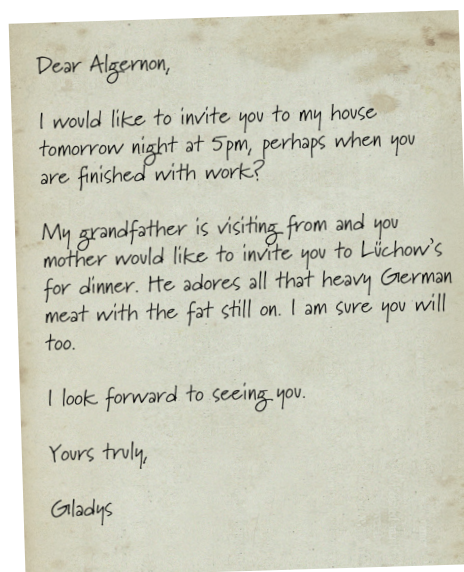 Dear Algernon,
I would like to invite you to my house
tomorrow night at 5pm, perhaps when you
are finished with work?
My grandfather is visiting from and you
mother would like to invite you to Lüchow's
for dinner. He adores all that heavy German
meat with the fat still on. I am sure you will
too.
I look forward to seeing you.
Yours truly,
Gladys